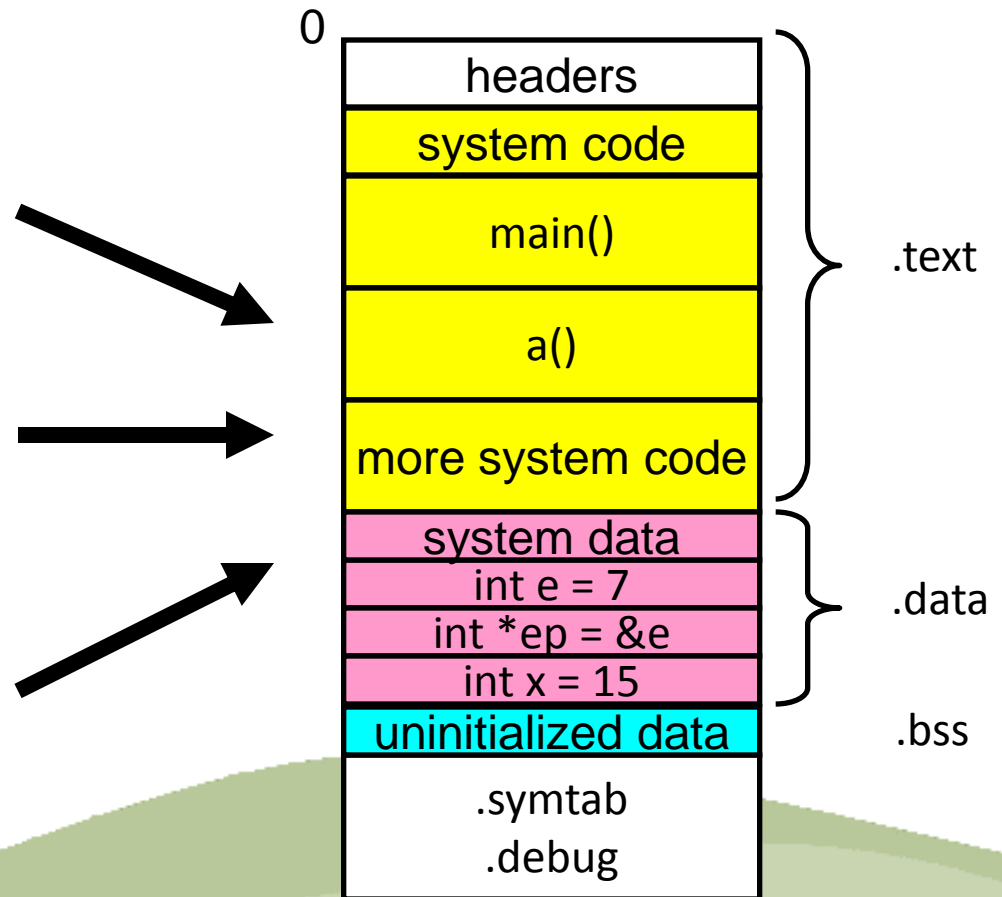 0
headers
system code
main()
.text
a()
more system code
system data
int e = 7
.data
int *ep = &e
int x = 15
uninitialized data
.bss
.symtab
.debug